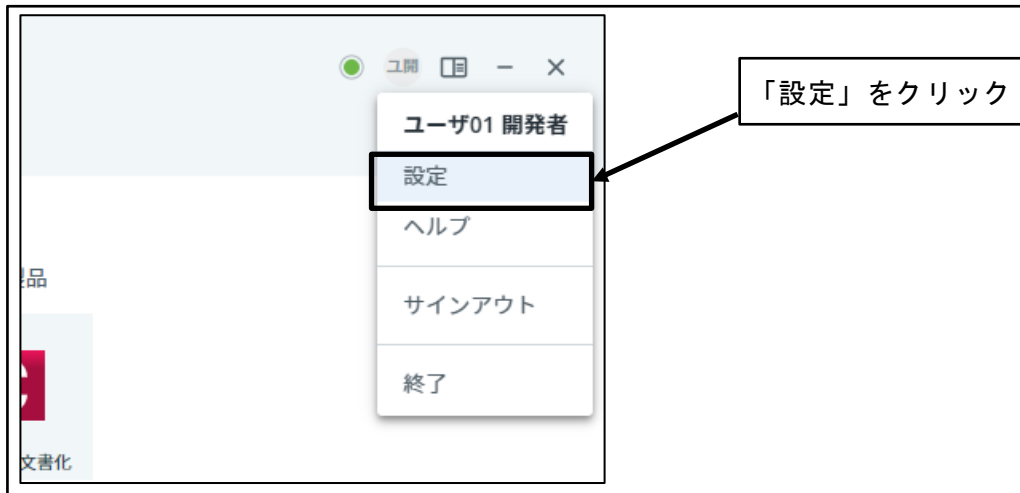 ユ開
「設定」をクリック
ユーザ01 開発者
設定
ヘルプ
品
サインアウト
終了
文書化